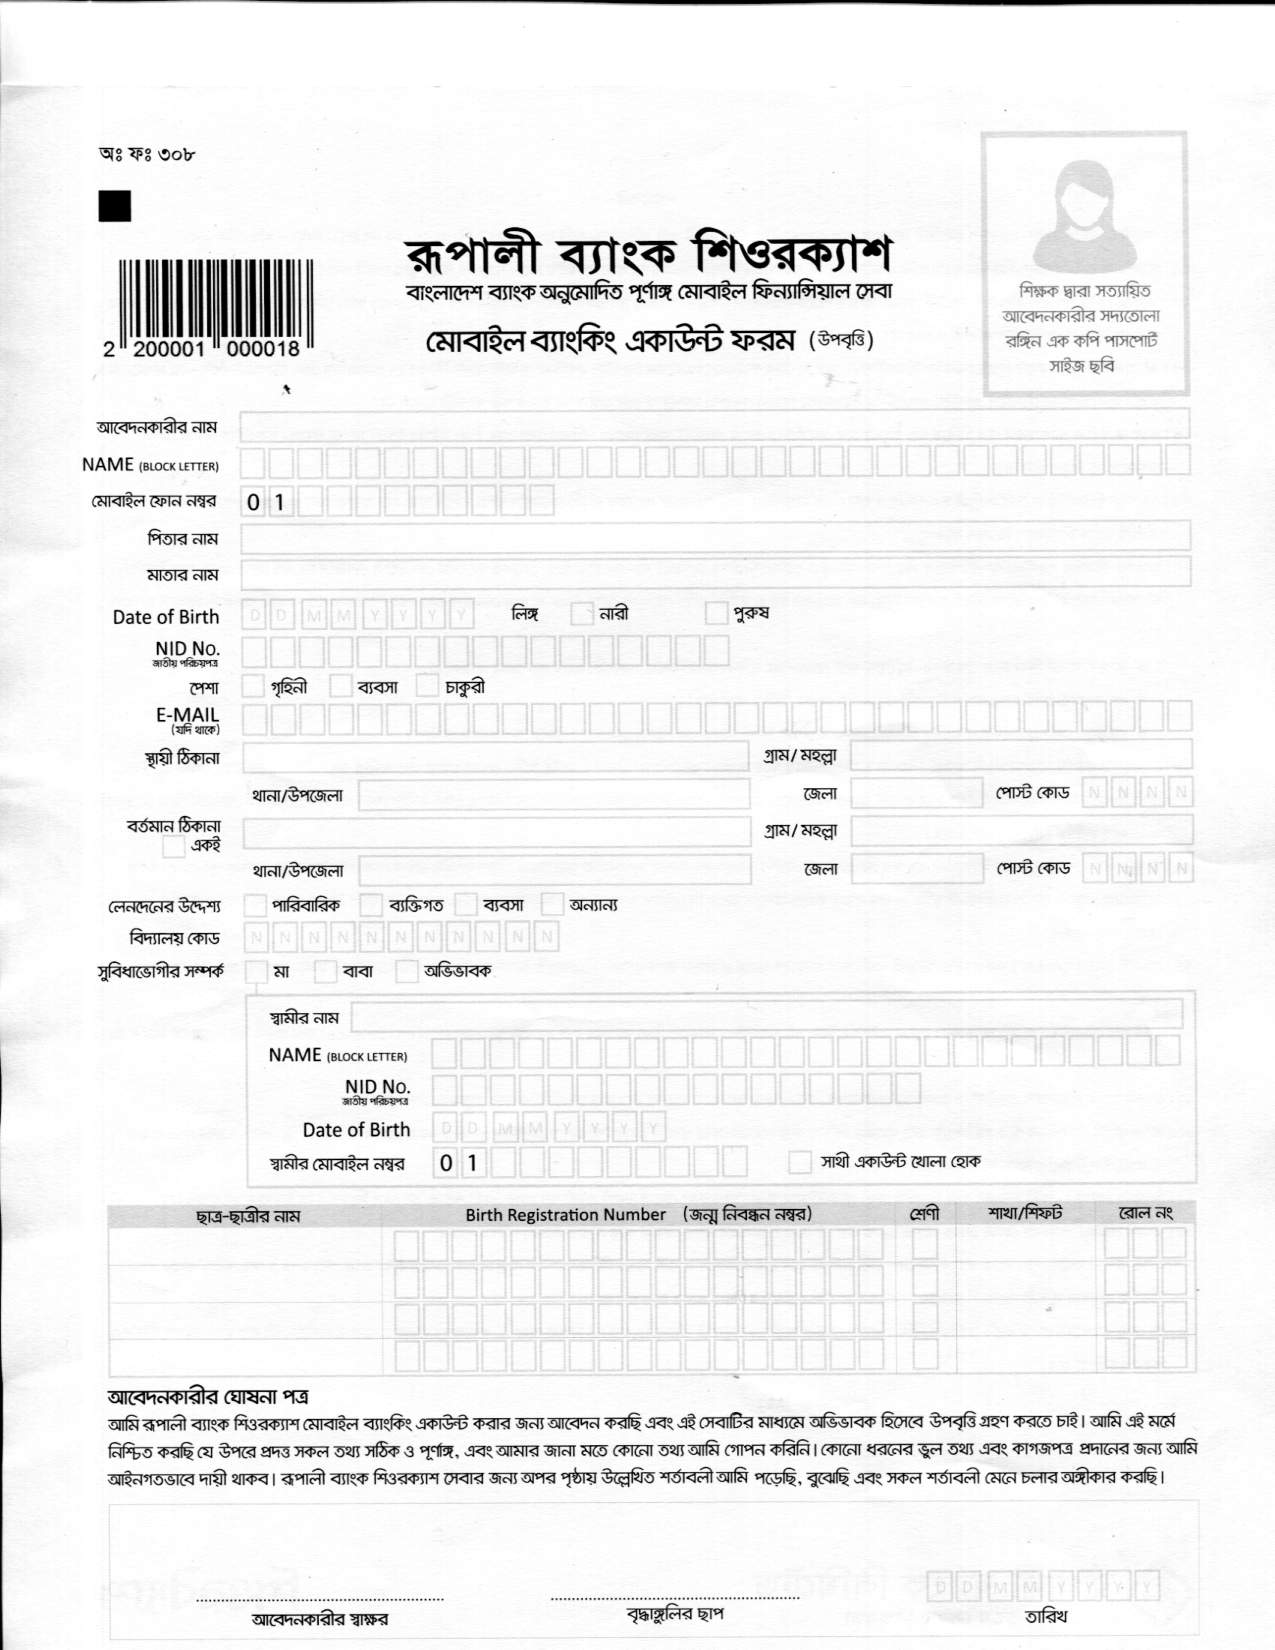 অঃ ফঃ ৩০৮
রূপালী ব্যাংক শিওরক্যাশ
বাংলাদেশ ব্যাংক অনুমোদিত পূর্ণাঙ্গ মোবাইল ফিন্যান্সিয়াল সেবা
মোবাইল ব্যাংকিং একাউন্ট ফরম (উপবৃত্তি)
2 200001 000018
শিক্ষক দ্বারা সত্যায়িত
আবেদনকারীর সদ্যতোলা
রঙ্গিন এক কপি পাসপোর্ট
সাইজ ছবি
আবেদনকারীর নাম
NAME (BLOCK LETTER)
মোবাইল ফোন নম্বর 0 1
পিতার নাম
মাতার নাম
Date of Birth D D M M Y Y Y Y লিঙ্গ নারী পুরুষ
NID No.
জাতীয় পরিচয়পত্র
পেশা গৃহিনী ব্যবসা চাকুরী
E-MAIL
(যদি থাকে)
স্থায়ী ঠিকানা গ্রাম/ মহল্লা
থানা/উপজেলা জেলা পোস্ট কোড N N N N
বর্তমান ঠিকানা গ্রাম/ মহল্লা
একই
থানা/উপজেলা জেলা পোস্ট কোড N N N N
লেনদেনের উদ্দেশ্য পারিবারিক ব্যক্তিগত ব্যবসা অন্যান্য
বিদ্যালয় কোড N N N N N N N N N N N
সুবিধাভোগীর সম্পর্ক মা বাবা অভিভাবক
স্বামীর নাম
NAME (BLOCK LETTER)
NID No.
জাতীয় পরিচয়পত্র
Date of Birth D D M M Y Y Y Y
স্বামীর মোবাইল নম্বর 0 1 সাথী একাউন্ট খোলা হোক
ছাত্র-ছাত্রীর নাম Birth Registration Number (জন্ম নিবন্ধন নম্বর) শ্রেণী শাখা/শিফট রোল নং
আবেদনকারীর ঘোষনা পত্র
আমি রূপালী ব্যাংক শিওরক্যাশ মোবাইল ব্যাংকিং একাউন্ট করার জন্য আবেদন করছি এবং এই সেবাটির মাধ্যমে অভিভাবক হিসেবে উপবৃত্তি গ্রহণ করতে চাই। আমি এই মর্মে
নিশ্চিত করছি যে উপরে প্রদত্ত সকল তথ্য সঠিক ও পূর্ণাঙ্গ, এবং আমার জানা মতে কোনো তথ্য আমি গোপন করিনি। কোনো ধরনের ভুল তথ্য এবং কাগজপত্র প্রদানের জন্য আমি
আইনগতভাবে দায়ী থাকব। রূপালী ব্যাংক শিওরক্যাশ সেবার জন্য অপর পৃষ্ঠায় উল্লেখিত শর্তাবলী আমি পড়েছি, বুঝেছি এবং সকল শর্তাবলী মেনে চলার অঙ্গীকার করছি।
D D M M Y Y Y Y
আবেদনকারীর স্বাক্ষর বৃদ্ধাঙ্গুলির ছাপ তারিখ